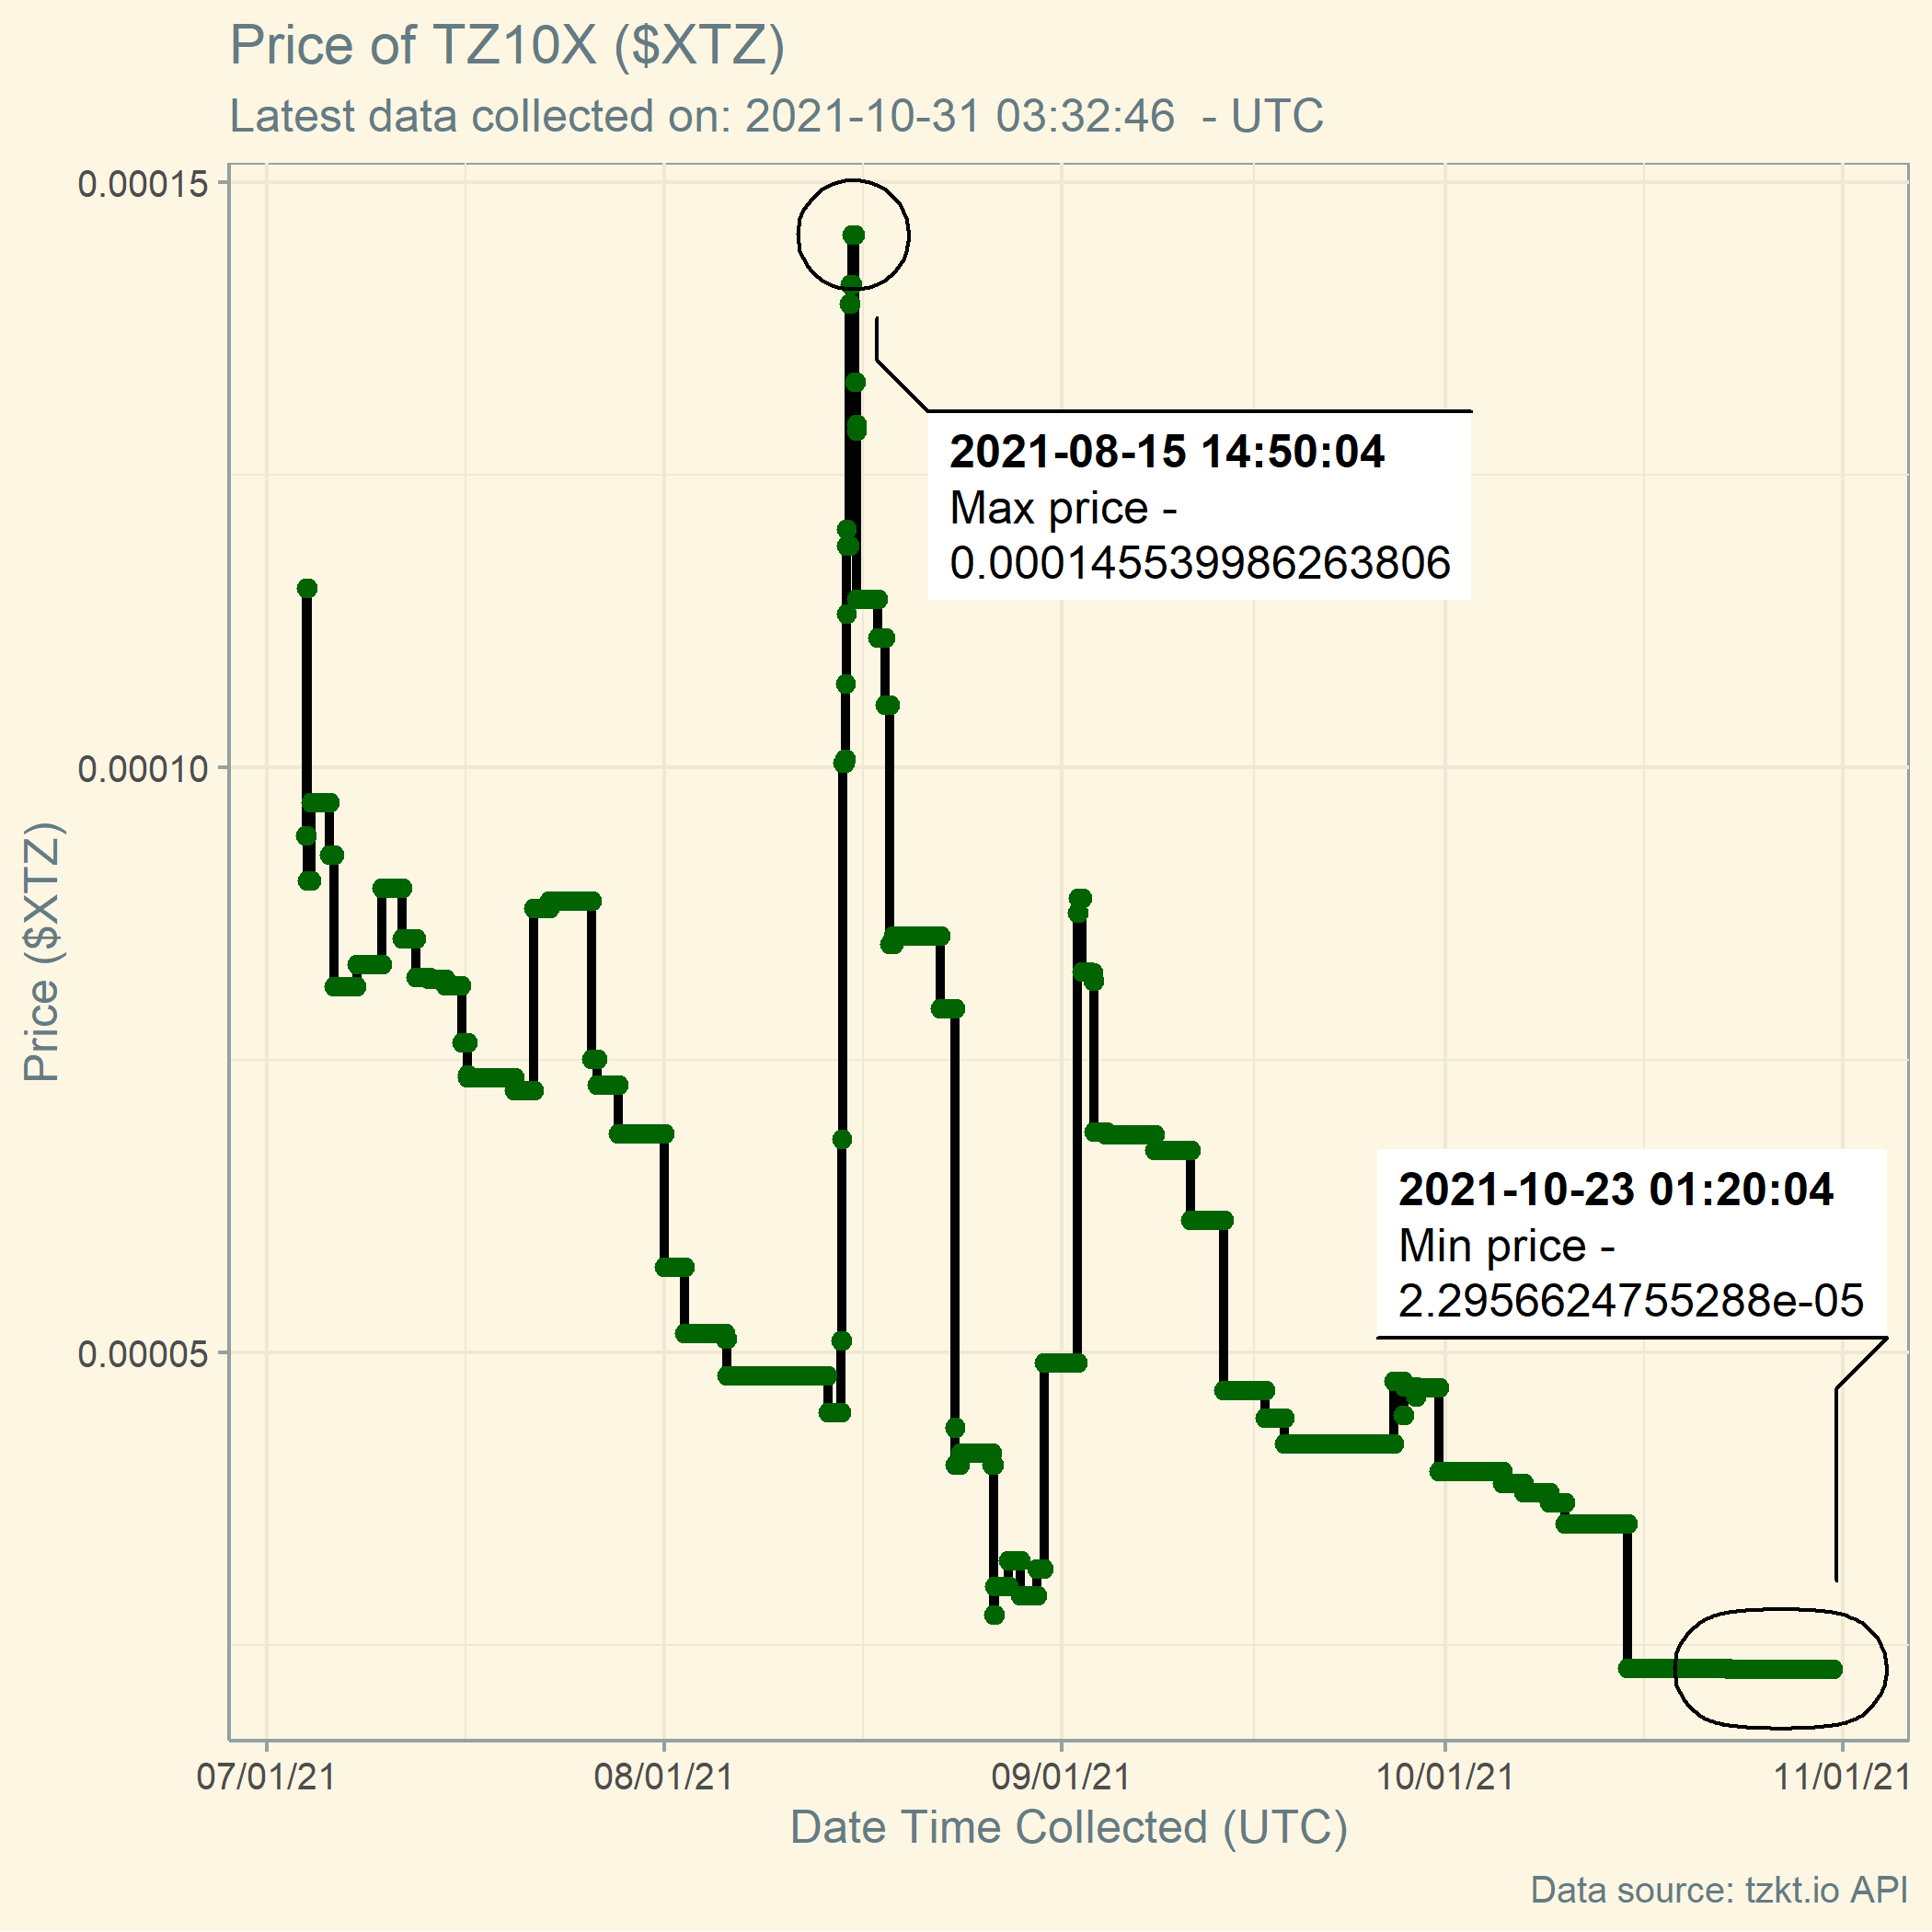 Price of TZ10X ($XTZ)
Latest data collected on: 2021-10-31 03:32:46  - UTC
0.00015
0.00010
0.00005
Price ($XTZ)
2021-08-15 14:50:04
Max price -
0.000145539986263806
2021-10-23 01:20:04
Min price -
2.2956624755288e-05
07/01/21
08/01/21
09/01/21
10/01/21
11/01/21
Date Time Collected (UTC)
Data source: tzkt.io API